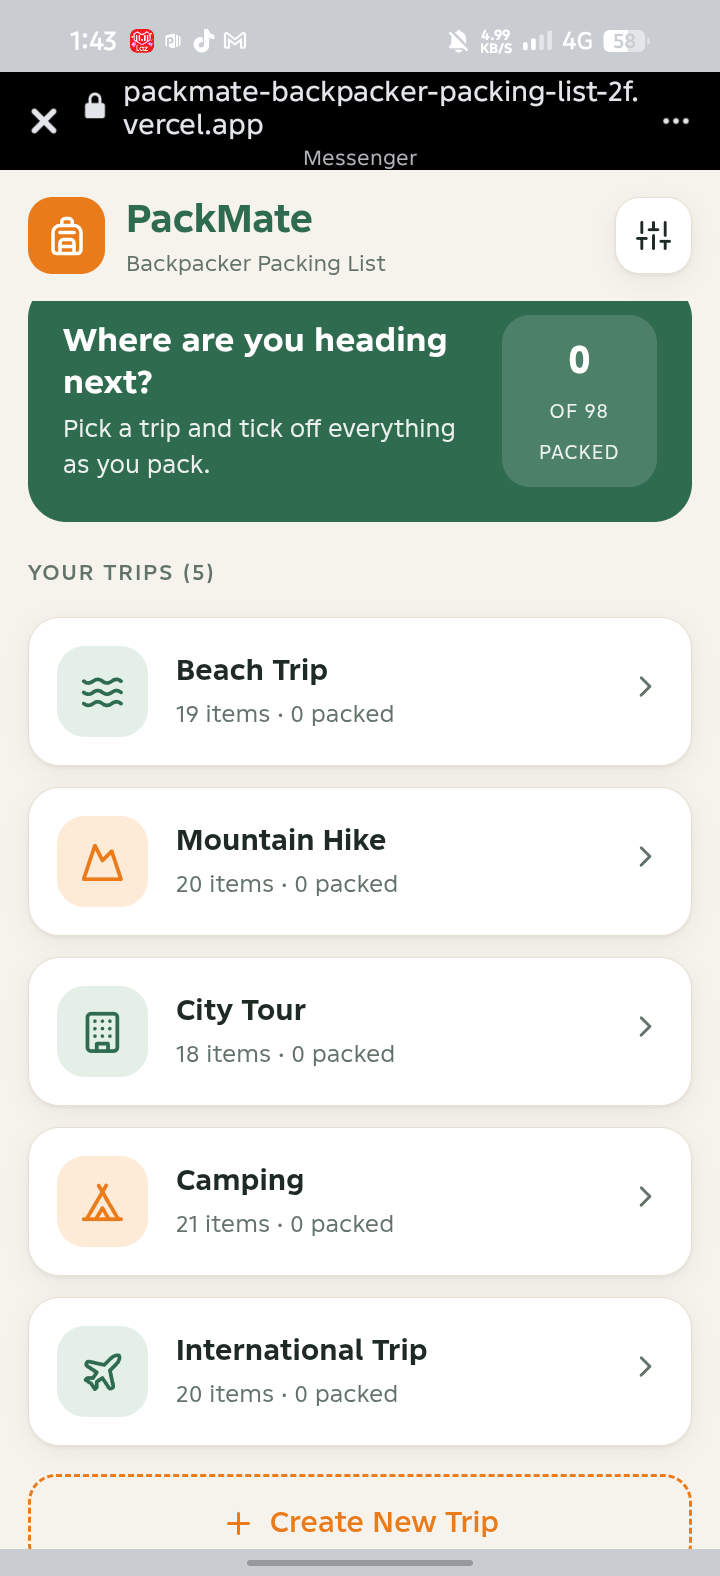 1:43
4.99
KB/S
4G
58
packmate-backpacker-packing-list-2f.
vercel.app
Messenger
PackMate
Backpacker Packing List
Where are you heading
next?
Pick a trip and tick off everything
as you pack.
0
OF 98
PACKED
YOUR TRIPS (5)
Beach Trip
19 items · 0 packed
Mountain Hike
20 items · 0 packed
City Tour
18 items · 0 packed
Camping
21 items · 0 packed
International Trip
20 items · 0 packed
+ Create New Trip